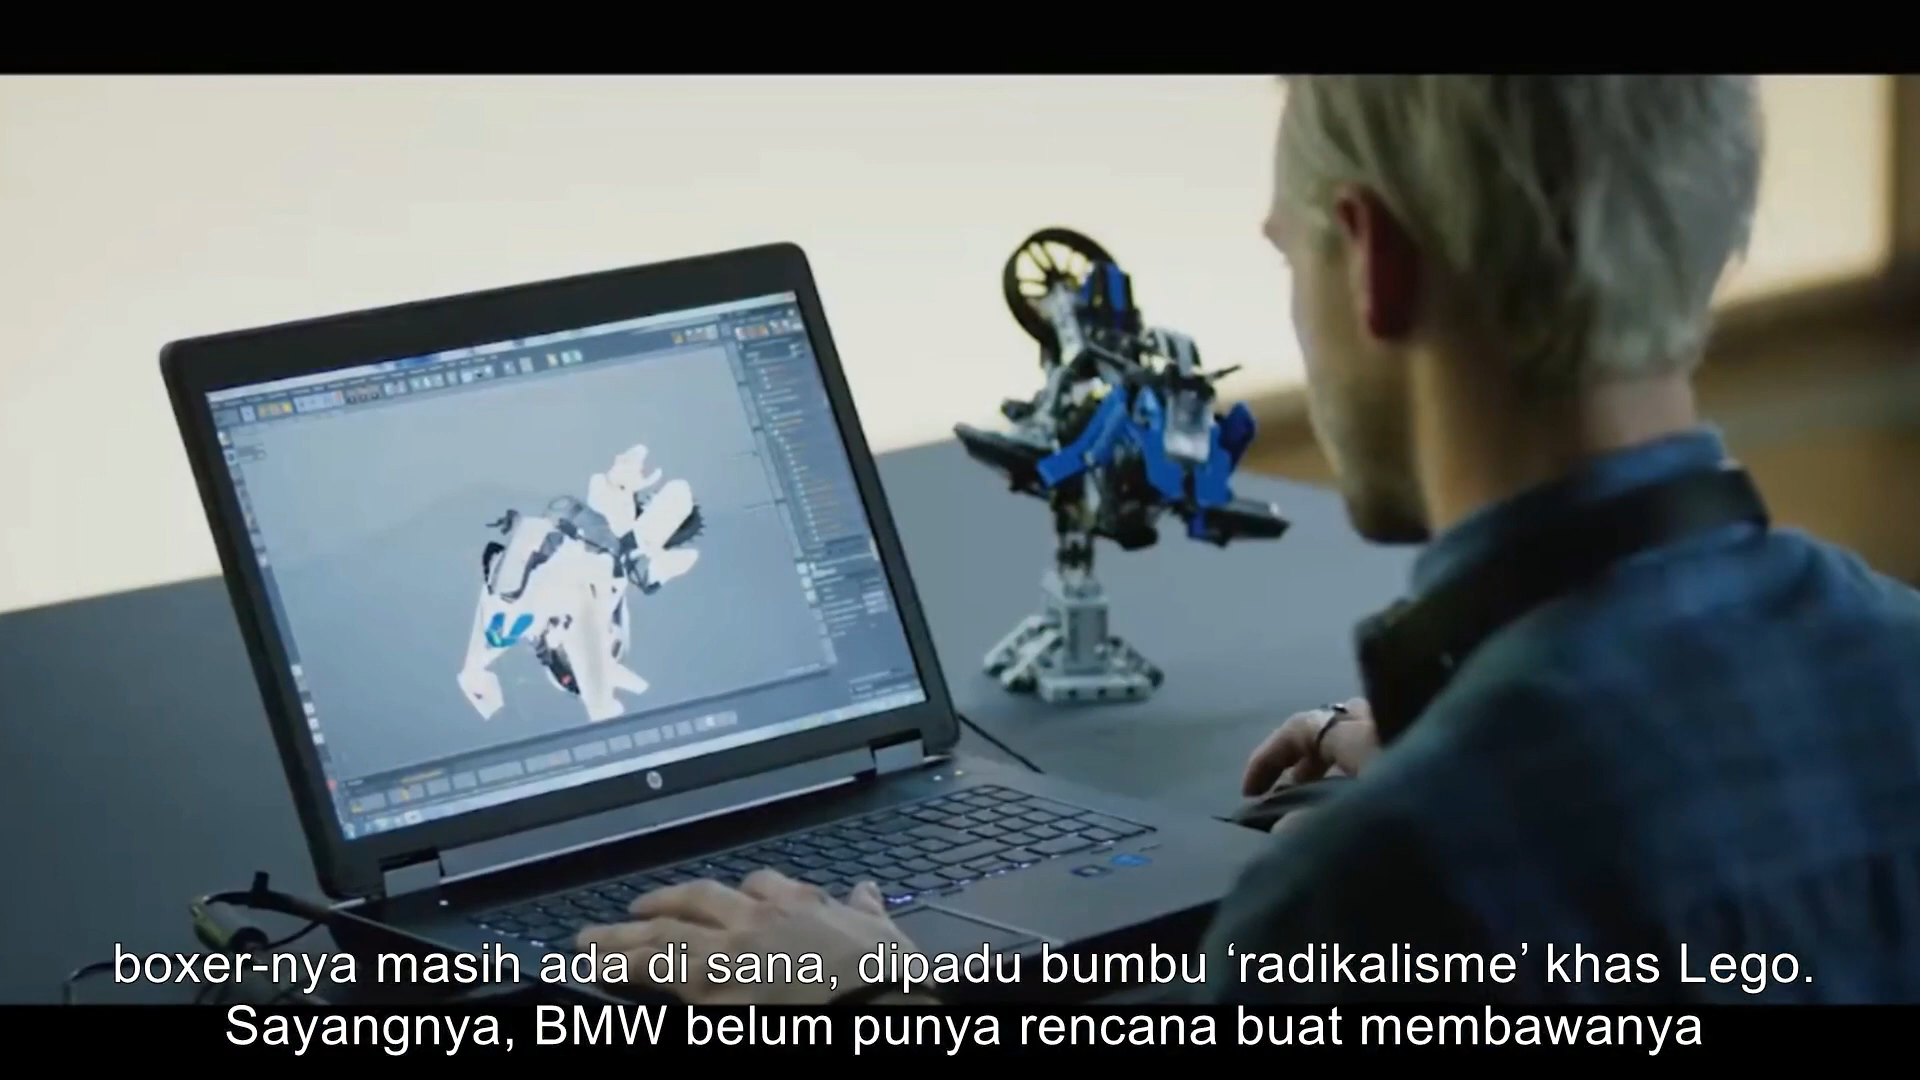 boxer-nya masih ada di sana, dipadu bumbu ‘radikalisme’ khas Lego.
Sayangnya, BMW belum punya rencana buat membawanya